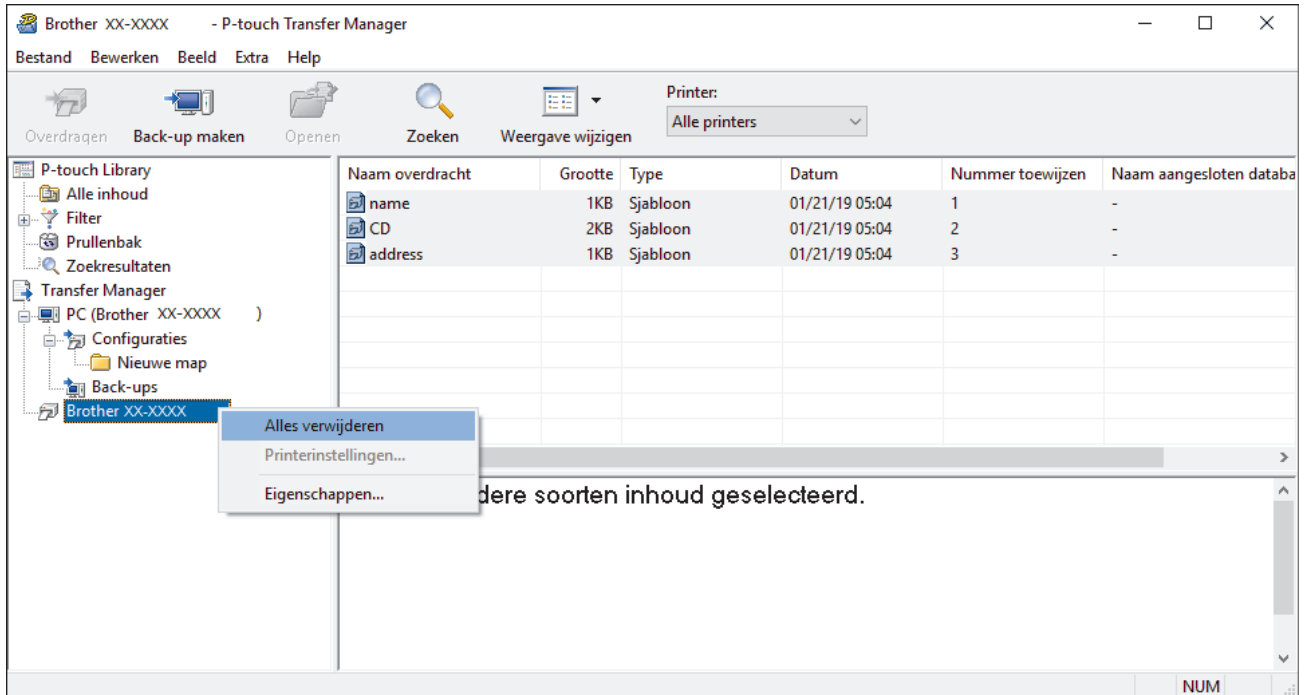 Brother XX-XXXX - P-touch Transfer Manager
Bestand Bewerken Beeld Extra Help
Overdragen Back-up maken Openen Zoeken Weergave wijzigen
Printer:
Alle printers
P-touch Library
Alle inhoud
Filter
Prullenbak
Zoekresultaten
Transfer Manager
PC (Brother XX-XXXX )
Configuraties
Nieuwe map
Back-ups
Brother XX-XXXX
Alles verwijderen
Printerinstellingen...
Eigenschappen...
Naam overdracht Grootte Type Datum Nummer toewijzen Naam aangesloten databa
name 1KB Sjabloon 01/21/19 05:04 1 -
CD 2KB Sjabloon 01/21/19 05:04 2 -
address 1KB Sjabloon 01/21/19 05:04 3 -
dere soorten inhoud geselecteerd.
NUM